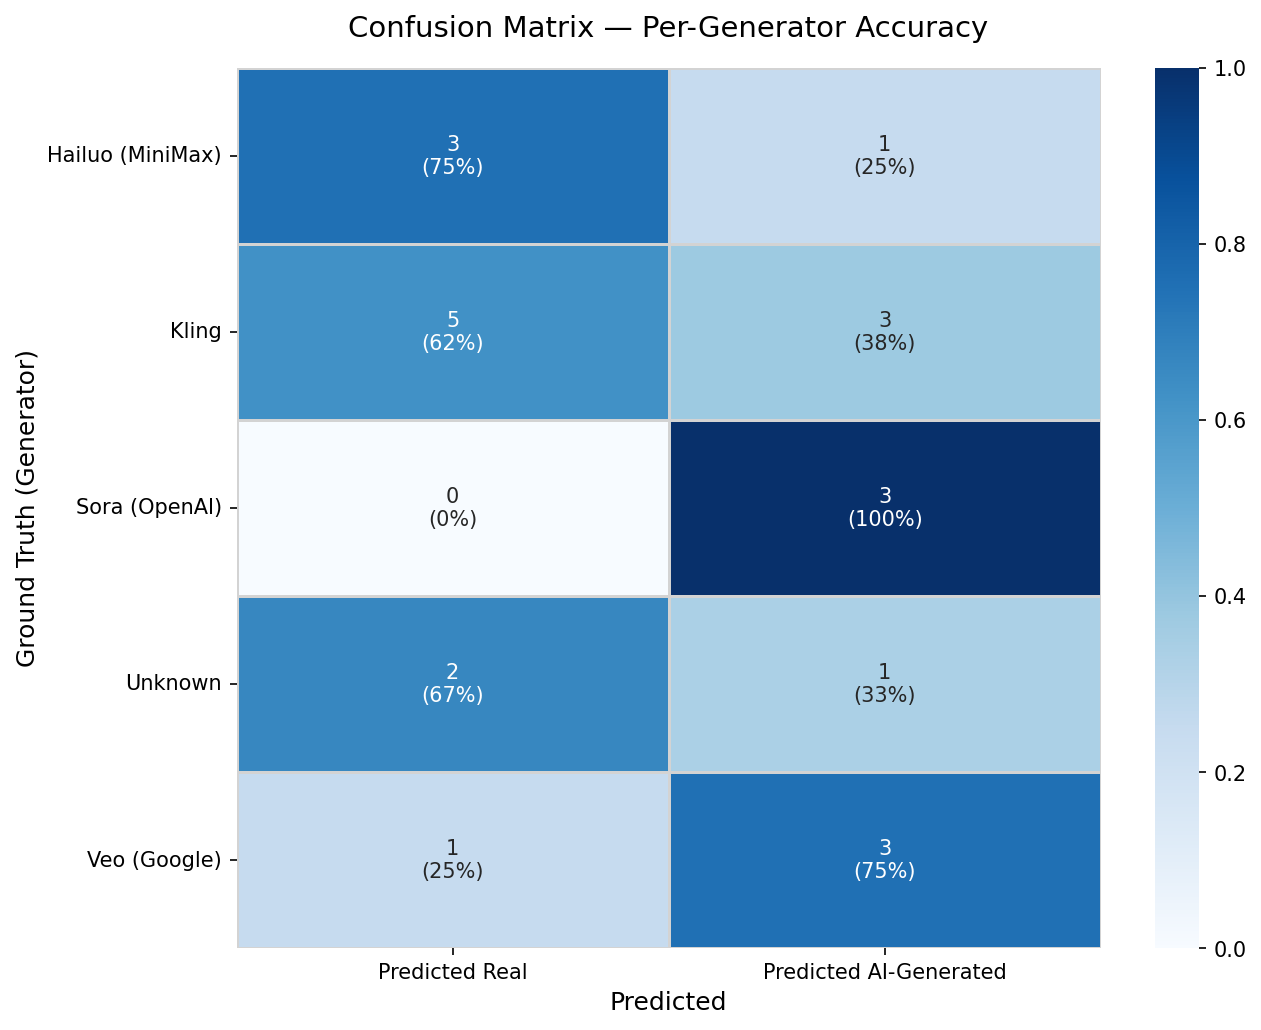 Confusion Matrix — Per-Generator Accuracy
Hailuo (MiniMax)
3
(75%)
1
(25%)
Kling
5
(62%)
3
(38%)
Sora (OpenAI)
0
(0%)
3
(100%)
Unknown
2
(67%)
1
(33%)
Veo (Google)
1
(25%)
3
(75%)
Ground Truth (Generator)
Predicted Real
Predicted AI-Generated
Predicted
1.0
0.8
0.6
0.4
0.2
0.0